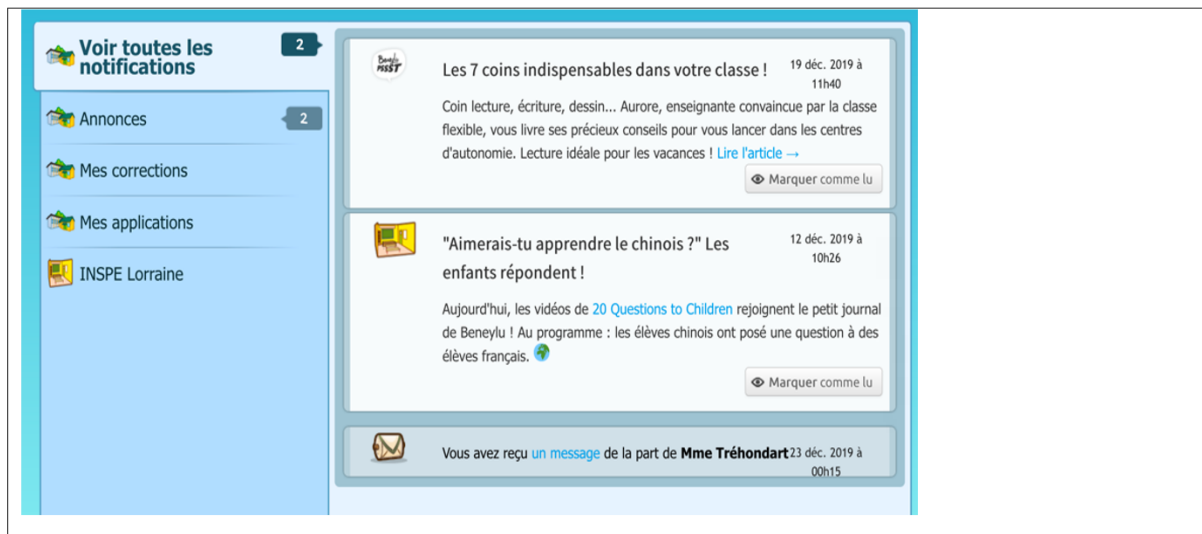 Voir toutes les
notifications
2
Annonces
2
Mes corrections
Mes applications
INSPE Lorraine
Beneylu
PSSST
Les 7 coins indispensables dans votre classe !
19 déc. 2019 à
11h40
Coin lecture, écriture, dessin... Aurore, enseignante convaincue par la classe
flexible, vous livre ses précieux conseils pour vous lancer dans les centres
d'autonomie. Lecture idéale pour les vacances ! Lire l'article →
Marquer comme lu
"Aimerais-tu apprendre le chinois ?" Les
enfants répondent !
12 déc. 2019 à
10h26
Aujourd'hui, les vidéos de 20 Questions to Children rejoignent le petit journal
de Beneylu ! Au programme : les élèves chinois ont posé une question à des
élèves français.
Marquer comme lu
Vous avez reçu un message de la part de Mme Tréhondart
23 déc. 2019 à
00h15